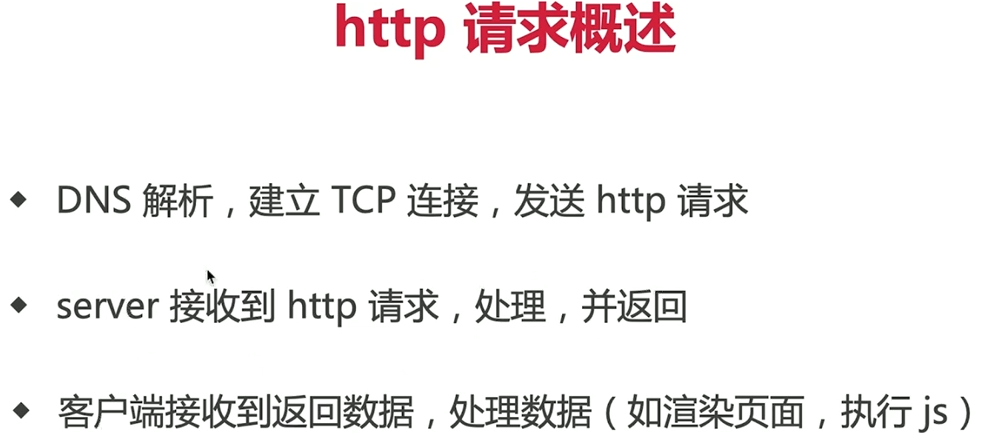 http 请求概述
◆ DNS 解析，建立 TCP 连接，发送 http 请求
◆ server 接收到 http 请求，处理，并返回
◆ 客户端接收到返回数据，处理数据（如渲染页面，执行 js）